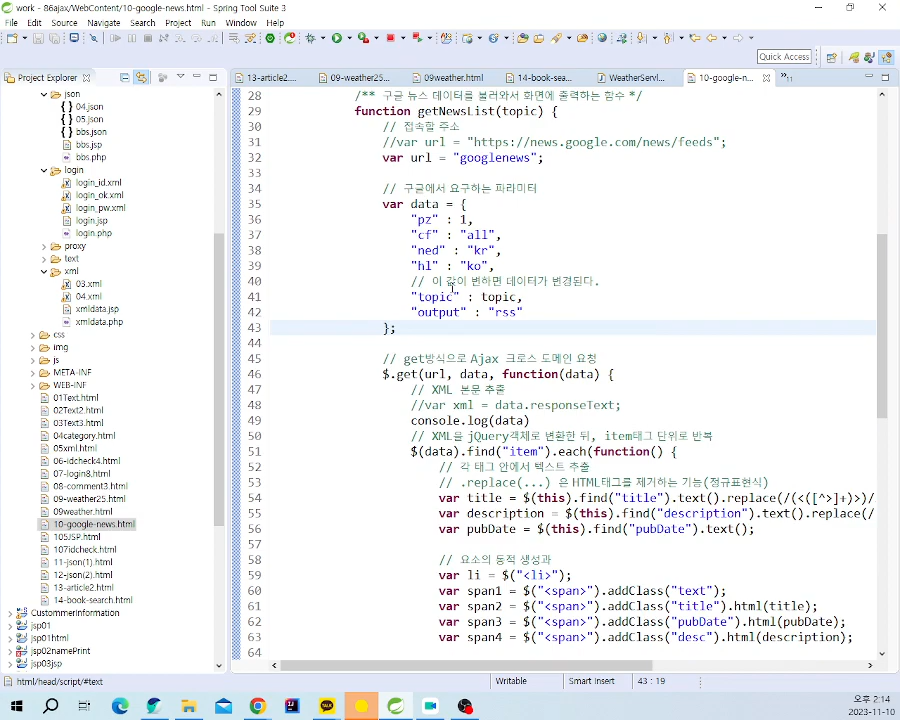 work - 86ajax/WebContent/10-google-news.html - Spring Tool Suite 3
File Edit Source Navigate Search Project Run Window Help
Quick Access
Project Explorer
13-article2....
09-weather25...
09weather.html
14-book-sea...
WeatherServl...
10-google-n...
»11
json
04.json
05.json
bbs.json
bbs.jsp
bbs.php
login
login_id.xml
login_ok.xml
login_pw.xml
login.jsp
login.php
proxy
text
xml
03.xml
04.xml
xmldata.jsp
xmldata.php
css
img
js
META-INF
WEB-INF
01Text.html
02Text2.html
03Text3.html
04category.html
05xml.html
06-idcheck4.html
07-login8.html
08-comment3.html
09-weather25.html
09weather.html
10-google-news.html
105JSP.html
107idcheck.html
11-json(1).html
12-json(2).html
13-article2.html
14-book-search.html
CustommerInformation
jsp01
jsp01html
jsp02namePrint
jsp03jsp
28 /** 구글 뉴스 데이터를 불러와서 화면에 출력하는 함수 */
29 function getNewsList(topic) {
30 // 접속할 주소
31 //var url = "https://news.google.com/news/feeds";
32 var url = "googlenews";
33
34 // 구글에서 요구하는 파라미터
35 var data = {
36 "pz" : 1,
37 "cf" : "all",
38 "ned" : "kr",
39 "hl" : "ko",
40 // 이 값이 변하면 데이터가 변경된다.
41 "topic" : topic,
42 "output" : "rss"
43 };
44
45 // get방식으로 Ajax 크로스 도메인 요청
46 $.get(url, data, function(data) {
47 // XML 본문 추출
48 //var xml = data.responseText;
49 console.log(data)
50 // XML을 jQuery객체로 변환한 뒤, item태그 단위로 반복
51 $(data).find("item").each(function() {
52 // 각 태그 안에서 텍스트 추출
53 // .replace(...) 은 HTML태그를 제거하는 기능(정규표현식)
54 var title = $(this).find("title").text().replace(/(<([^>]+)>)/
55 var description = $(this).find("description").text().replace(/
56 var pubDate = $(this).find("pubDate").text();
57
58 // 요소의 동적 생성과
59 var li = $("<li>");
60 var span1 = $("<span>").addClass("text");
61 var span2 = $("<span>").addClass("title").html(title);
62 var span3 = $("<span>").addClass("pubDate").html(pubDate);
63 var span4 = $("<span>").addClass("desc").html(description);
64
html/head/script/#text
Writable
Smart Insert
43 : 19
오후 2:14
2023-11-10